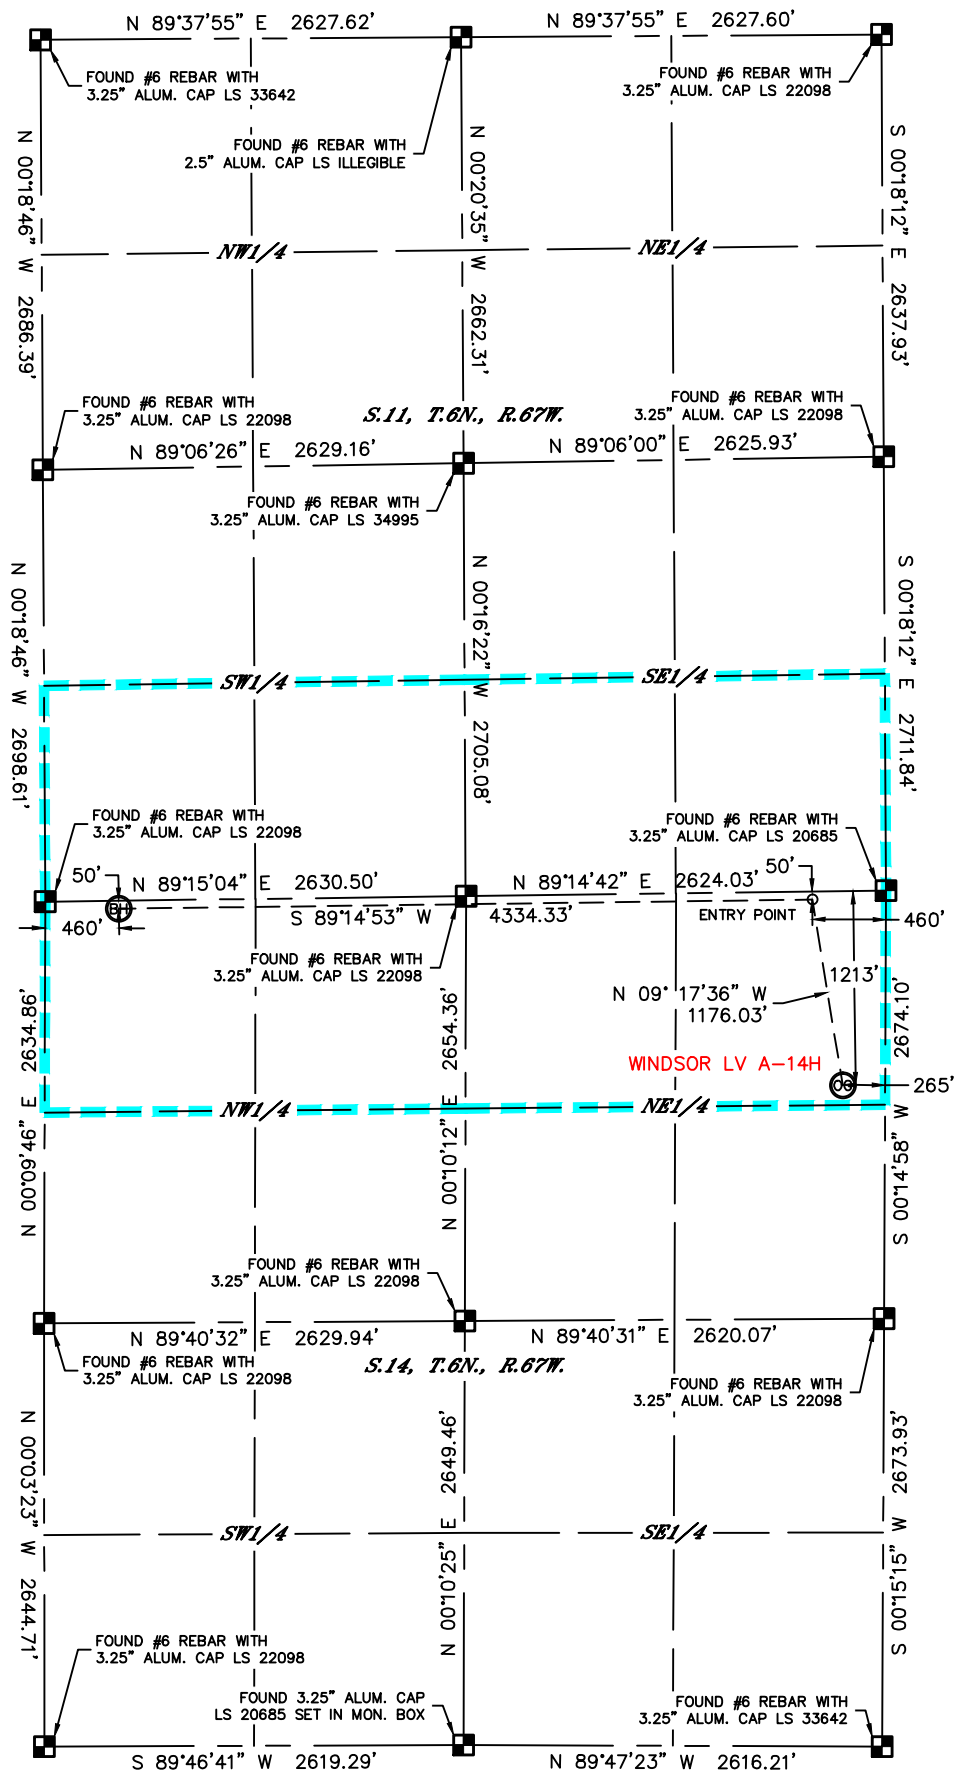 N 89°37'55" E 2627.62'
N 89°37'55" E 2627.60'
FOUND #6 REBAR WITH
3.25" ALUM. CAP LS 33642
FOUND #6 REBAR WITH
3.25" ALUM. CAP LS 22098
FOUND #6 REBAR WITH
2.5" ALUM. CAP LS ILLEGIBLE
N 00°18'46" W 2686.39'
N 00°20'35" W 2662.31'
S 00°18'12" E 2637.93'
NW1/4
NE1/4
FOUND #6 REBAR WITH
3.25" ALUM. CAP LS 22098
S.11, T.6N., R.67W.
FOUND #6 REBAR WITH
3.25" ALUM. CAP LS 22098
N 89°06'26" E 2629.16'
N 89°06'00" E 2625.93'
FOUND #6 REBAR WITH
3.25" ALUM. CAP LS 34995
N 00°18'46" W 2698.61'
N 00°16'22" W 2705.08'
S 00°18'12" E 2711.84'
SW1/4
SE1/4
FOUND #6 REBAR WITH
3.25" ALUM. CAP LS 22098
FOUND #6 REBAR WITH
3.25" ALUM. CAP LS 20685
50'
N 89°15'04" E 2630.50'
N 89°14'42" E 2624.03'
50'
BH
S 89°14'53" W 4334.33'
ENTRY POINT
460'
460'
FOUND #6 REBAR WITH
3.25" ALUM. CAP LS 22098
1213'
N 09° 17'36" W
1176.03'
WINDSOR LV A-14H
265'
N 00°09'46" E 2634.86'
N 00°10'12" E 2654.36'
S 00°14'58" W 2674.10'
NW1/4
NE1/4
FOUND #6 REBAR WITH
3.25" ALUM. CAP LS 22098
N 89°40'32" E 2629.94'
N 89°40'31" E 2620.07'
FOUND #6 REBAR WITH
3.25" ALUM. CAP LS 22098
S.14, T.6N., R.67W.
FOUND #6 REBAR WITH
3.25" ALUM. CAP LS 22098
N 00°03'23" W 2644.71'
N 00°10'25" E 2649.46'
S 00°15'15" W 2673.93'
SW1/4
SE1/4
FOUND #6 REBAR WITH
3.25" ALUM. CAP LS 22098
FOUND 3.25" ALUM. CAP
LS 20685 SET IN MON. BOX
FOUND #6 REBAR WITH
3.25" ALUM. CAP LS 33642
S 89°46'41" W 2619.29'
N 89°47'23" W 2616.21'